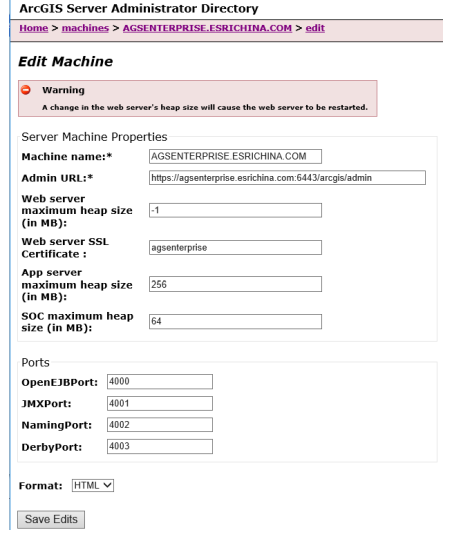 ArcGIS Server Administrator Directory
Home > machines > AGSENTERPRISE.ESRICHINA.COM > edit
Edit Machine
Warning
A change in the web server's heap size will cause the web server to be restarted.
Server Machine Properties
Machine name:* AGSENTERPRISE.ESRICHINA.COM
Admin URL:* https://agsenterprise.esrichina.com:6443/arcgis/admin
Web server
maximum heap size -1
(in MB):
Web server SSL
Certificate : agsenterprise
App server
maximum heap size 256
(in MB):
SOC maximum heap
size (in MB): 64
Ports
OpenEJBPort: 4000
JMXPort: 4001
NamingPort: 4002
DerbyPort: 4003
Format: HTML
Save Edits